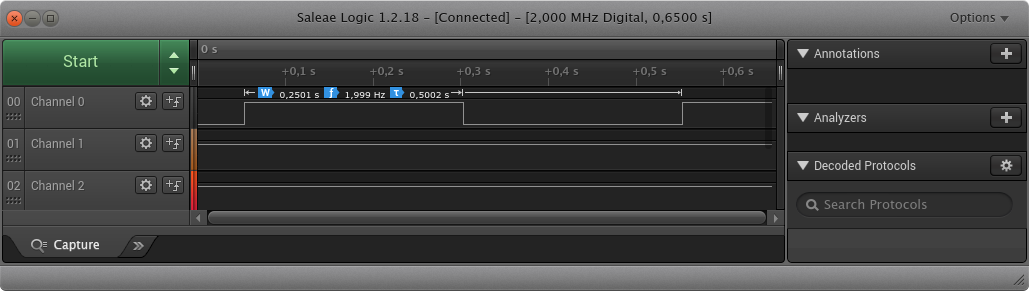 Saleae Logic 1.2.18 – [Connected] – [2,000 MHz Digital, 0,6500 s]
Options
Start
0 s
+0,1 s
+0,2 s
+0,3 s
+0,4 s
+0,5 s
+0,6 s
00 Channel 0
W 0,2501 s f 1,999 Hz τ 0,5002 s
01 Channel 1
02 Channel 2
Capture
Annotations
Analyzers
Decoded Protocols
Search Protocols